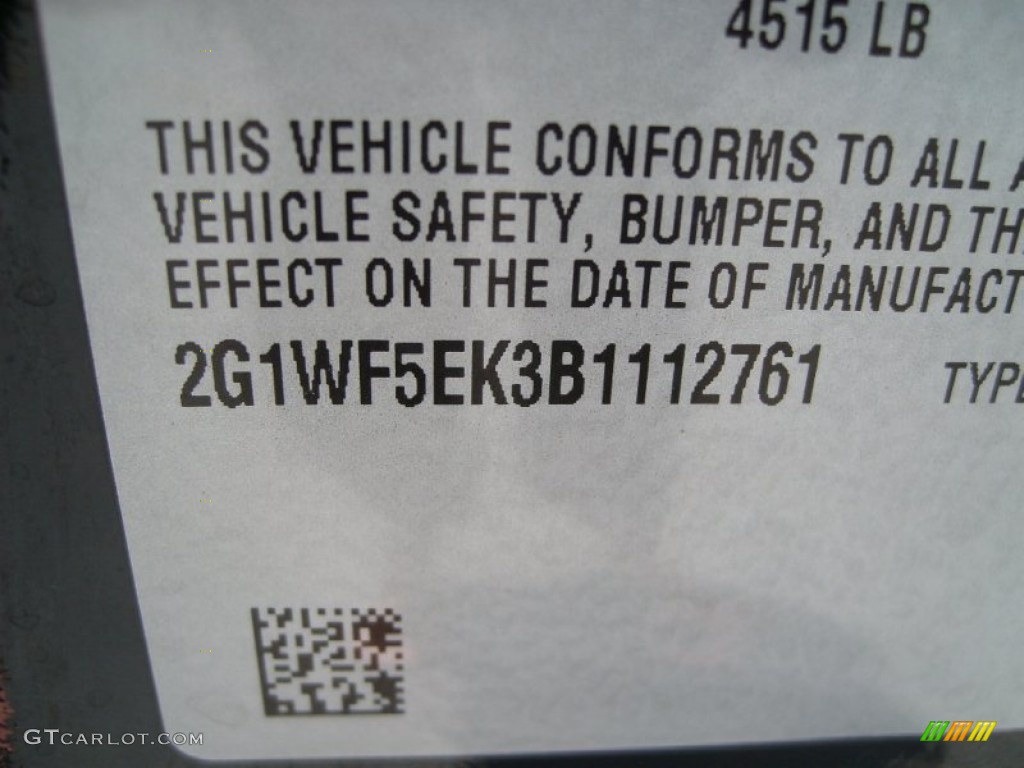 4515 LB
THIS VEHICLE CONFORMS TO ALL A
VEHICLE SAFETY, BUMPER, AND TH
EFFECT ON THE DATE OF MANUFACT
2G1WF5EK3B1112761 TYPE
GTCARLOT.COM